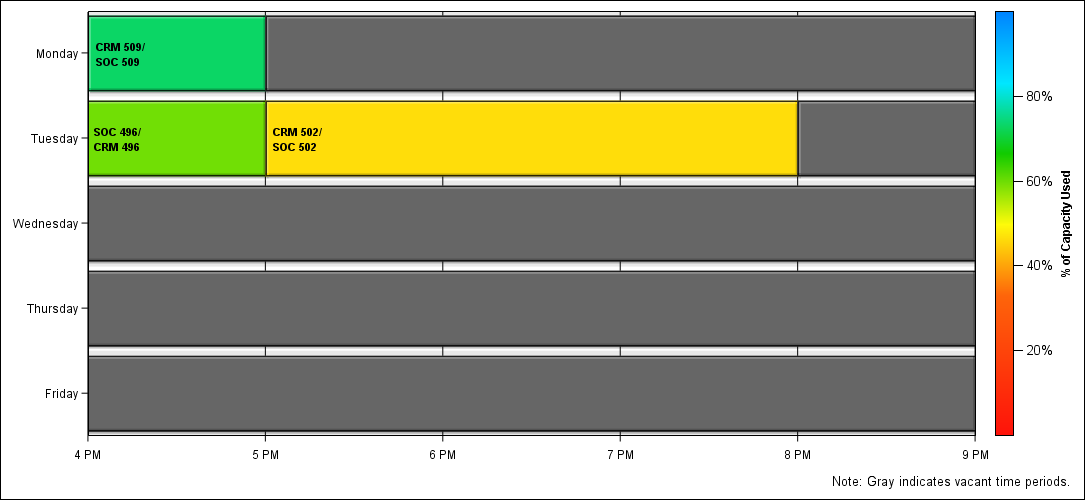 Monday
CRM 509/
SOC 509
Tuesday
SOC 496/
CRM 496
CRM 502/
SOC 502
Wednesday
Thursday
Friday
4 PM
5 PM
6 PM
7 PM
8 PM
9 PM
80%
60%
40%
20%
% of Capacity Used
Note: Gray indicates vacant time periods.